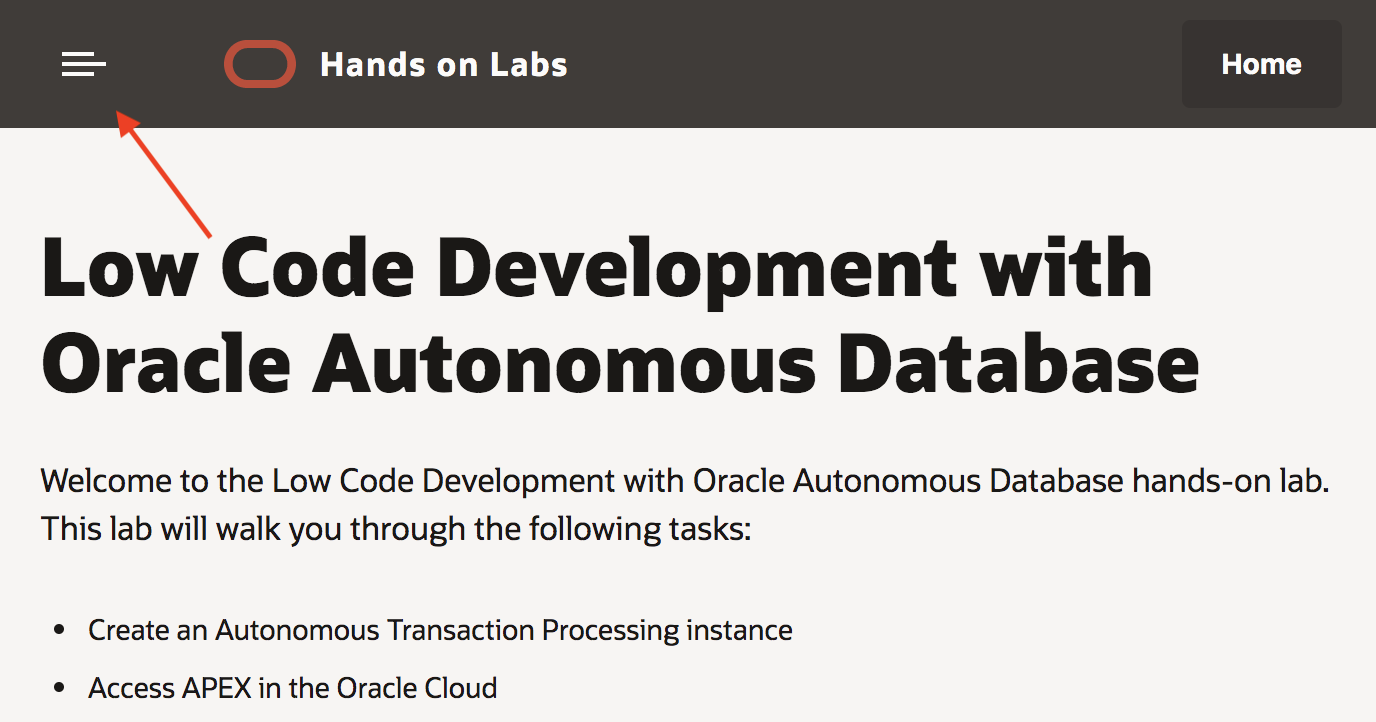 Hands on Labs
Home
Low Code Development with
Oracle Autonomous Database
Welcome to the Low Code Development with Oracle Autonomous Database hands-on lab.
This lab will walk you through the following tasks:
• Create an Autonomous Transaction Processing instance
• Access APEX in the Oracle Cloud